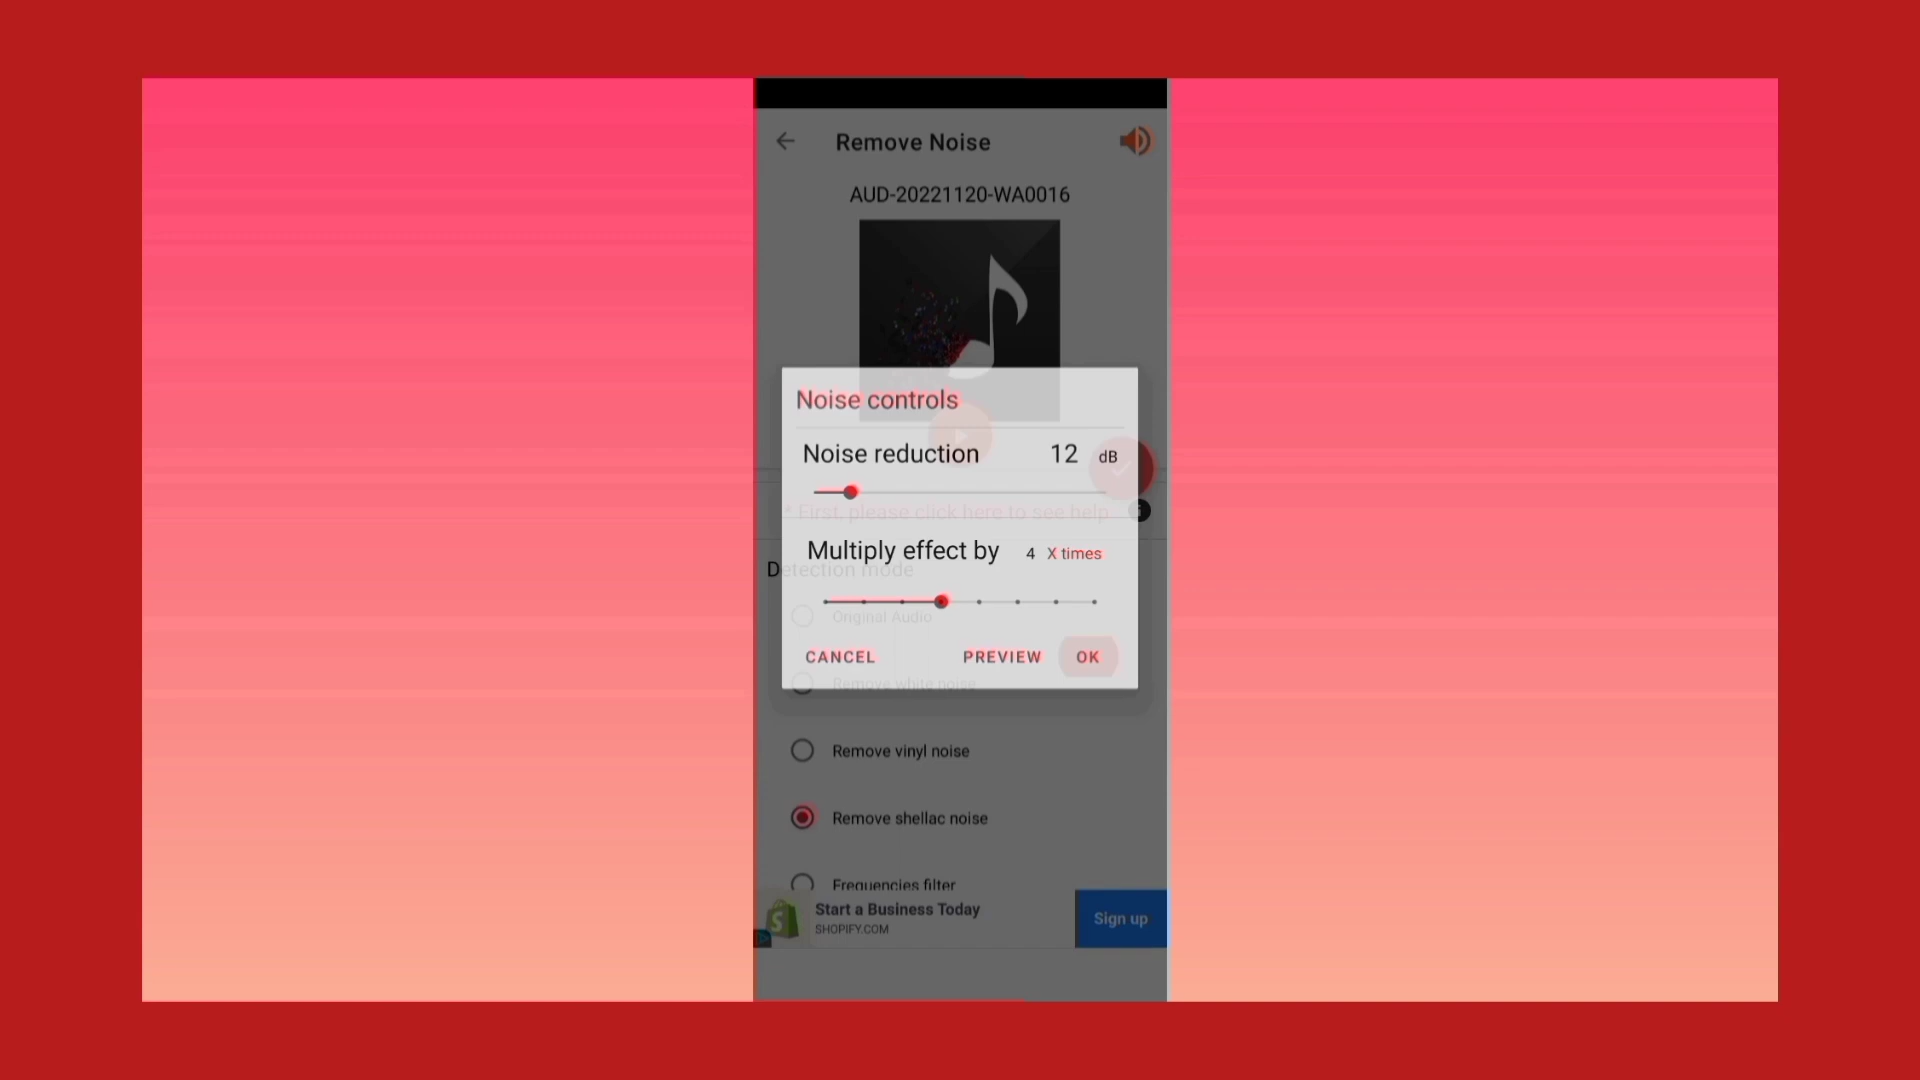 Remove Noise
AUD-20221120-WA0016
Noise controls
Noise reduction 12 dB
* First, please click here to see help
Multiply effect by 4 X times
Detection mode
Original Audio
CANCEL PREVIEW OK
Remove white noise
Remove vinyl noise
Remove shellac noise
Frequencies filter
Start a Business Today
SHOPIFY.COM
Sign up